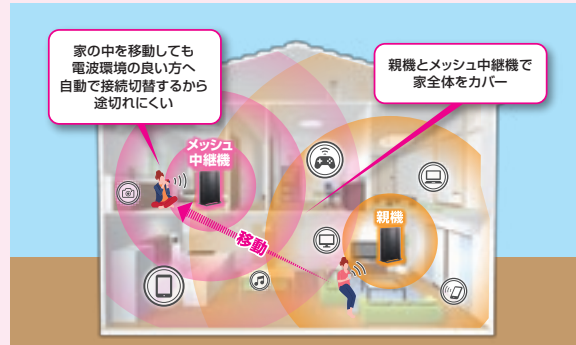 家の中を移動しても
電波環境の良い方へ
自動で接続切替するから
途切れにくい
親機とメッシュ中継機で
家全体をカバー
メッシュ
中継機
親機
移動